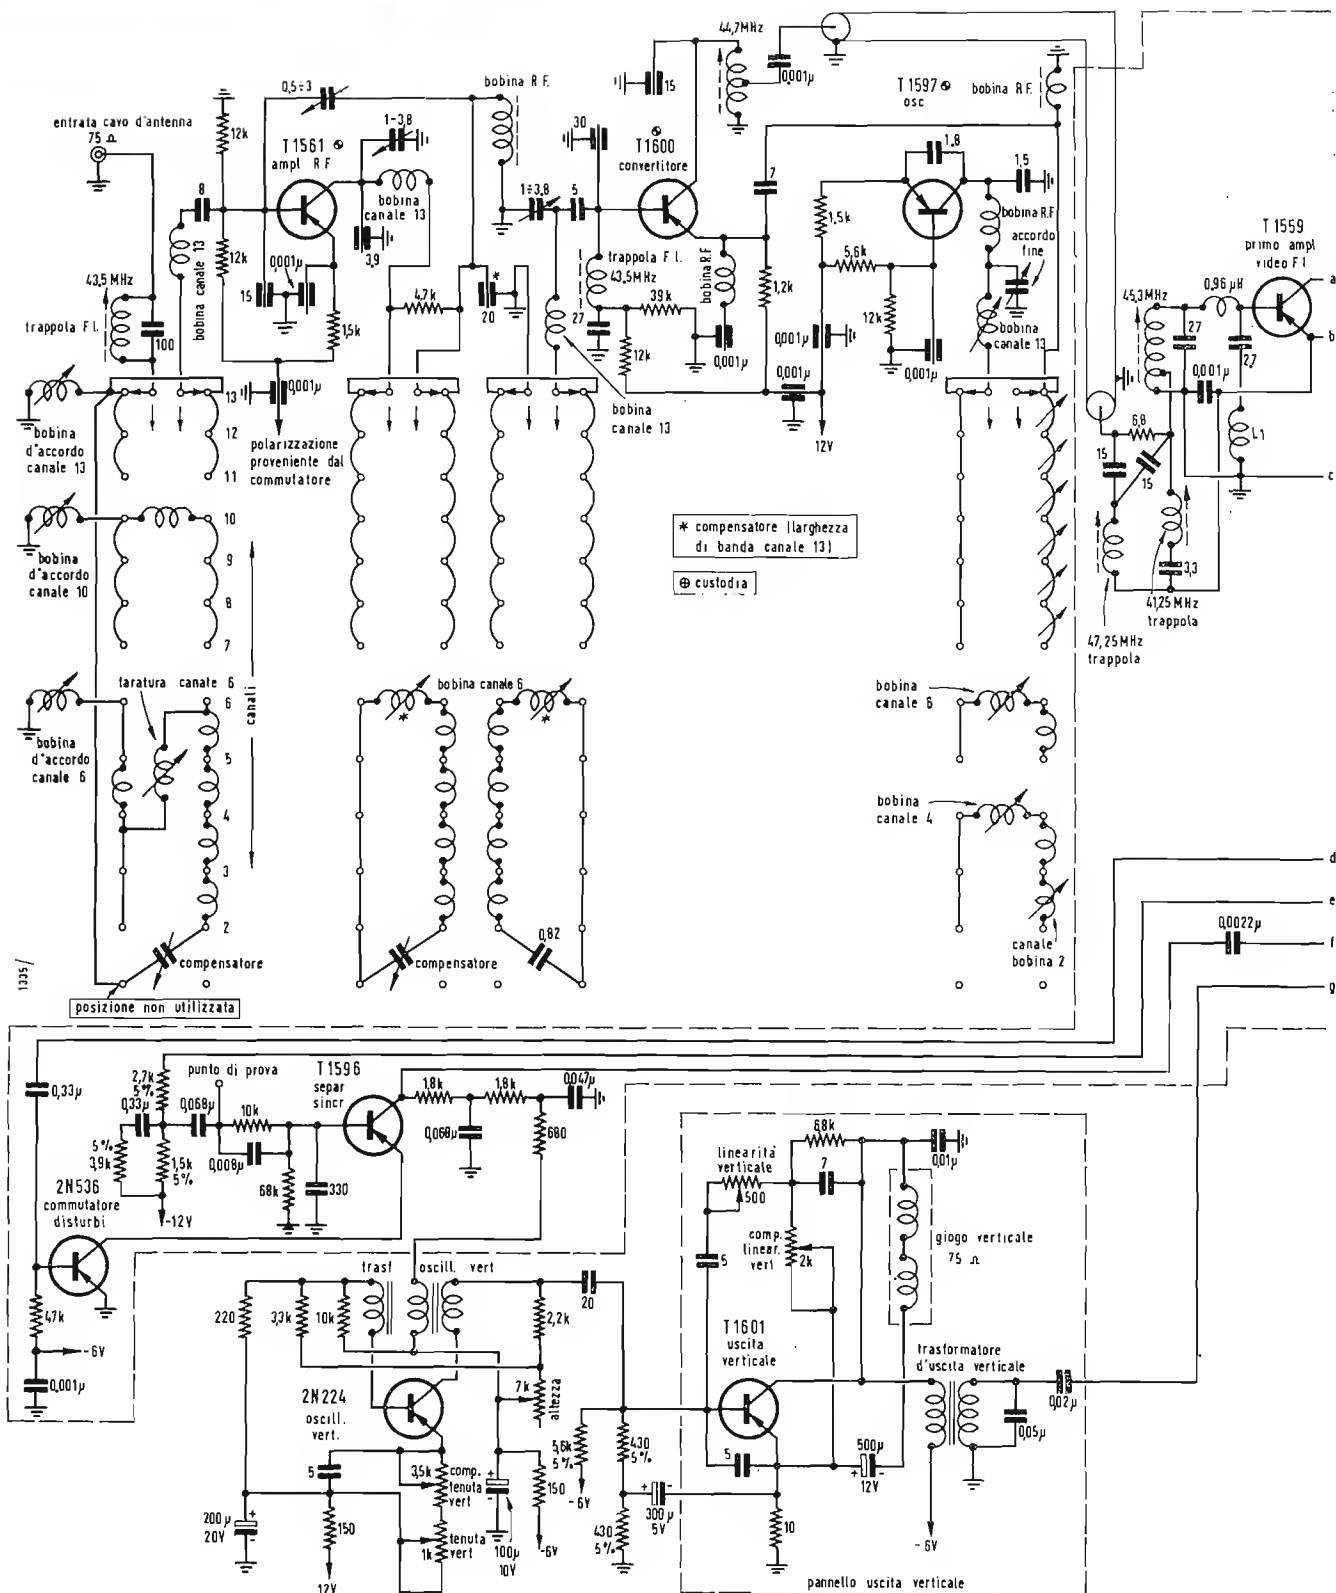 entrata cavo d'antenna
75 Ω
43,5 MHz
trappola F I.
100
8
bobina canale 13
12k
12k
0,5÷3
T1561 ⊕
ampl R F
1-3,8
bobina
canale 13
3,9
0,001µ
15
1,5k
0,001µ
polarizzazione
proveniente dal
commutatore
4,7k
* 20
bobina R F.
1÷3,8
5
30
15
T1600
convertitore
44,7MHz
0,001µ
trappola F I.
43,5MHz
27
39k
12k
bobina R F
0,001µ
1,2k
7
bobina
canale 13
T1597 ⊕
osc
bobina R F.
1,8
1,5
1,5k
5,6k
12k
0,001µ
0,001µ
0,001µ
12V
bobina R F
accordo
fine
bobina
canale 13
T 1559
primo ampl
video F I
45,3MHz
0,96 µH
27
2,7
0,001µ
L1
6,8
15
15
3,3
41,25 MHz
trappola
47,25 MHz
trappola
a
b
c
d
e
f
g
bobina
d'accordo
canale 13
13
12
11
10
9
8
7
6
5
4
3
2
canali
bobina
d'accordo
canale 10
taratura canale 6
bobina
d'accordo
canale 6
compensatore
posizione non utilizzata
1335/
bobina canale 6
*
*
compensatore
0,82
* compensatore (larghezza
di banda canale 13)
⊕ custodia
bobina
canale 6
bobina
canale 4
canale
bobina 2
0,0022µ
0,33µ
2,7k
5%
0,33µ
0,068µ
5%
3,9k
1,5k
5%
-12V
punto di prova
10k
0,008µ
68k
330
T 1596
separ
sincr
1,8k
1,8k
0,047µ
0,068µ
680
2N536
commutatore
disturbi
47k
-6V
0,001µ
trasf
oscill. vert
220
3,3k
10k
2,2k
20
7k
altezza
2N224
oscill.
vert.
5
3,5k
comp.
tenuta
vert
1k
tenuta
vert
200µ
20V
150
12V
100µ
10V
150
-6V
5,6k
5%
-6V
430
5%
430
5%
300µ
5V
linearità
verticale
500
6,8k
7
0,01µ
comp.
linear.
vert
2k
5
giogo verticale
75 Ω
T1601
uscita
verticale
5
500µ
12V
10
trasformatore
d'uscita verticale
0,02µ
0,05µ
-6V
pannello uscita verticale